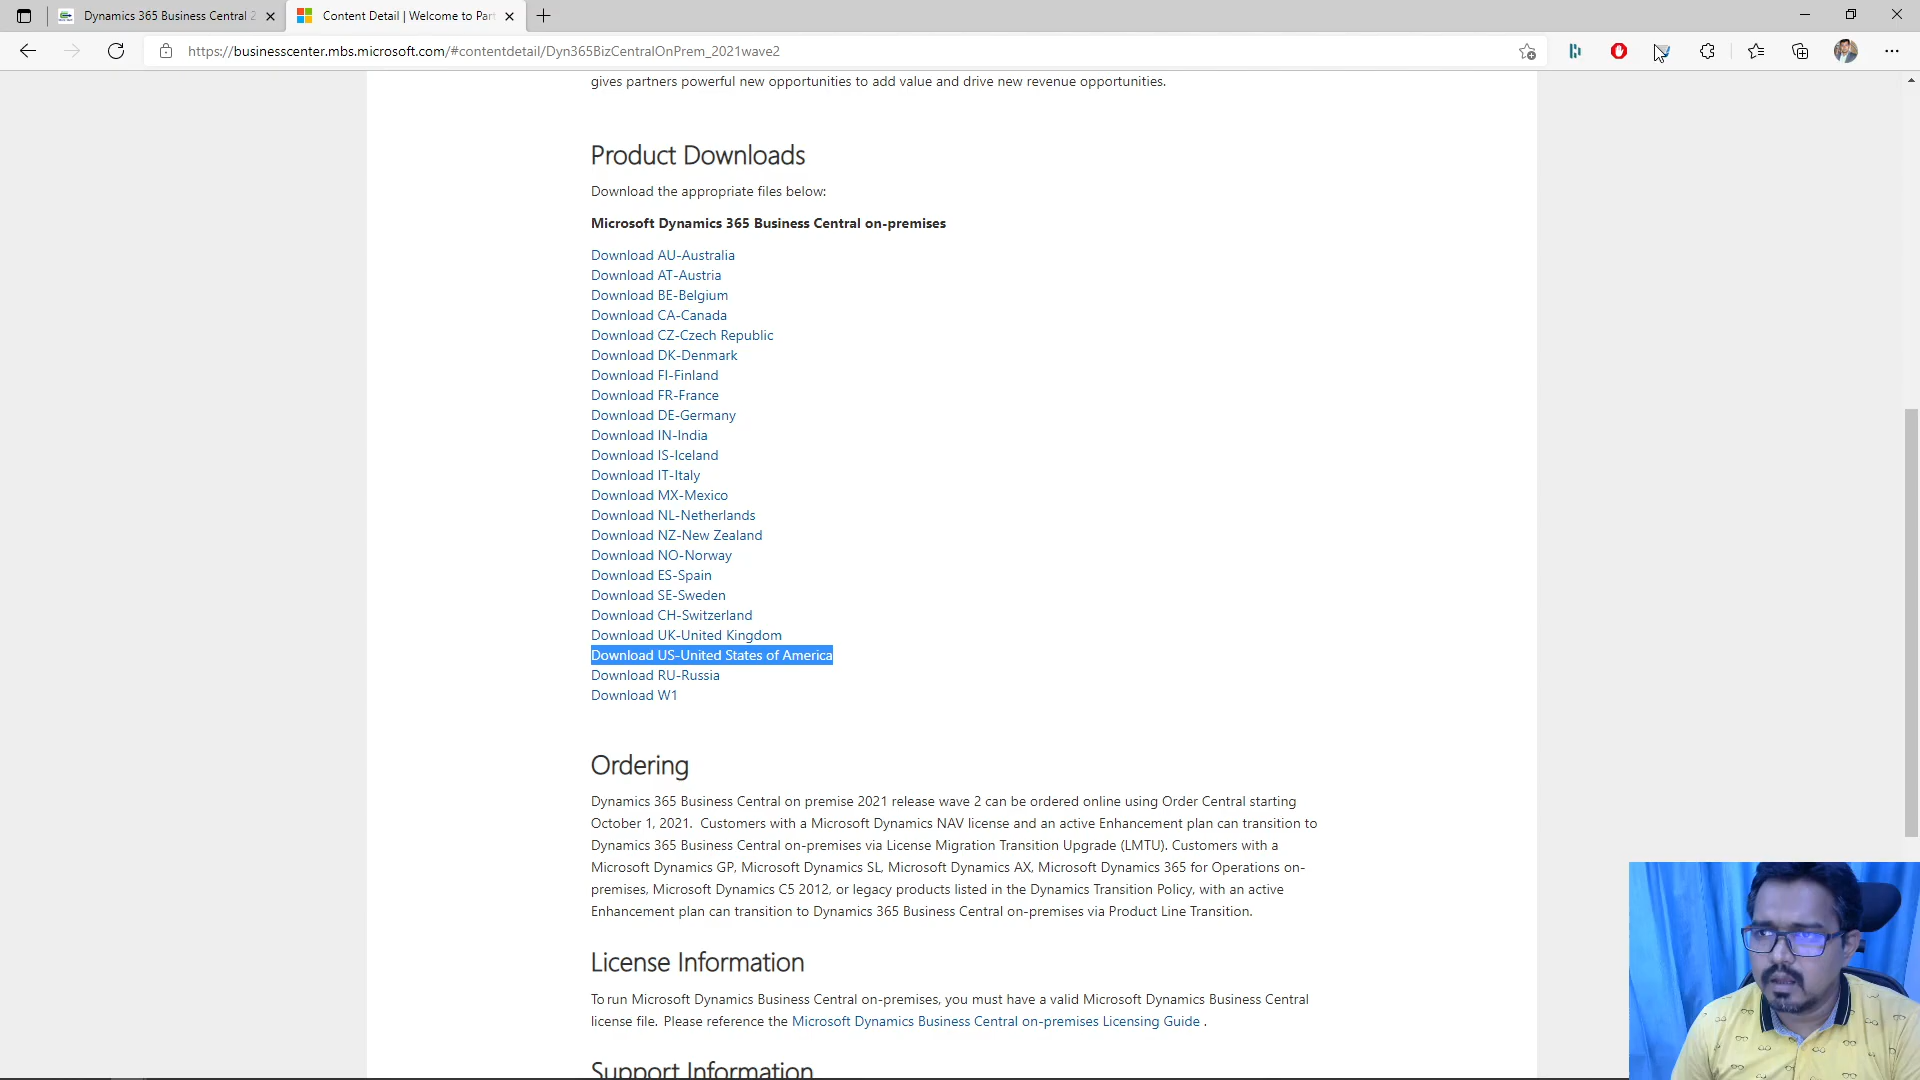 Dynamics 365 Business Central 2
Content Detail | Welcome to Par
https://businesscenter.mbs.microsoft.com/#contentdetail/Dyn365BizCentralOnPrem_2021wave2
gives partners powerful new opportunities to add value and drive new revenue opportunities.
Product Downloads
Download the appropriate files below:
Microsoft Dynamics 365 Business Central on-premises
Download AU-Australia
Download AT-Austria
Download BE-Belgium
Download CA-Canada
Download CZ-Czech Republic
Download DK-Denmark
Download FI-Finland
Download FR-France
Download DE-Germany
Download IN-India
Download IS-Iceland
Download IT-Italy
Download MX-Mexico
Download NL-Netherlands
Download NZ-New Zealand
Download NO-Norway
Download ES-Spain
Download SE-Sweden
Download CH-Switzerland
Download UK-United Kingdom
Download US-United States of America
Download RU-Russia
Download W1
Ordering
Dynamics 365 Business Central on premise 2021 release wave 2 can be ordered online using Order Central starting
October 1, 2021.  Customers with a Microsoft Dynamics NAV license and an active Enhancement plan can transition to
Dynamics 365 Business Central on-premises via License Migration Transition Upgrade (LMTU). Customers with a
Microsoft Dynamics GP, Microsoft Dynamics SL, Microsoft Dynamics AX, Microsoft Dynamics 365 for Operations on-
premises, Microsoft Dynamics C5 2012, or legacy products listed in the Dynamics Transition Policy, with an active
Enhancement plan can transition to Dynamics 365 Business Central on-premises via Product Line Transition.
License Information
To run Microsoft Dynamics Business Central on-premises, you must have a valid Microsoft Dynamics Business Central
license file.  Please reference the Microsoft Dynamics Business Central on-premises Licensing Guide .
Support Information